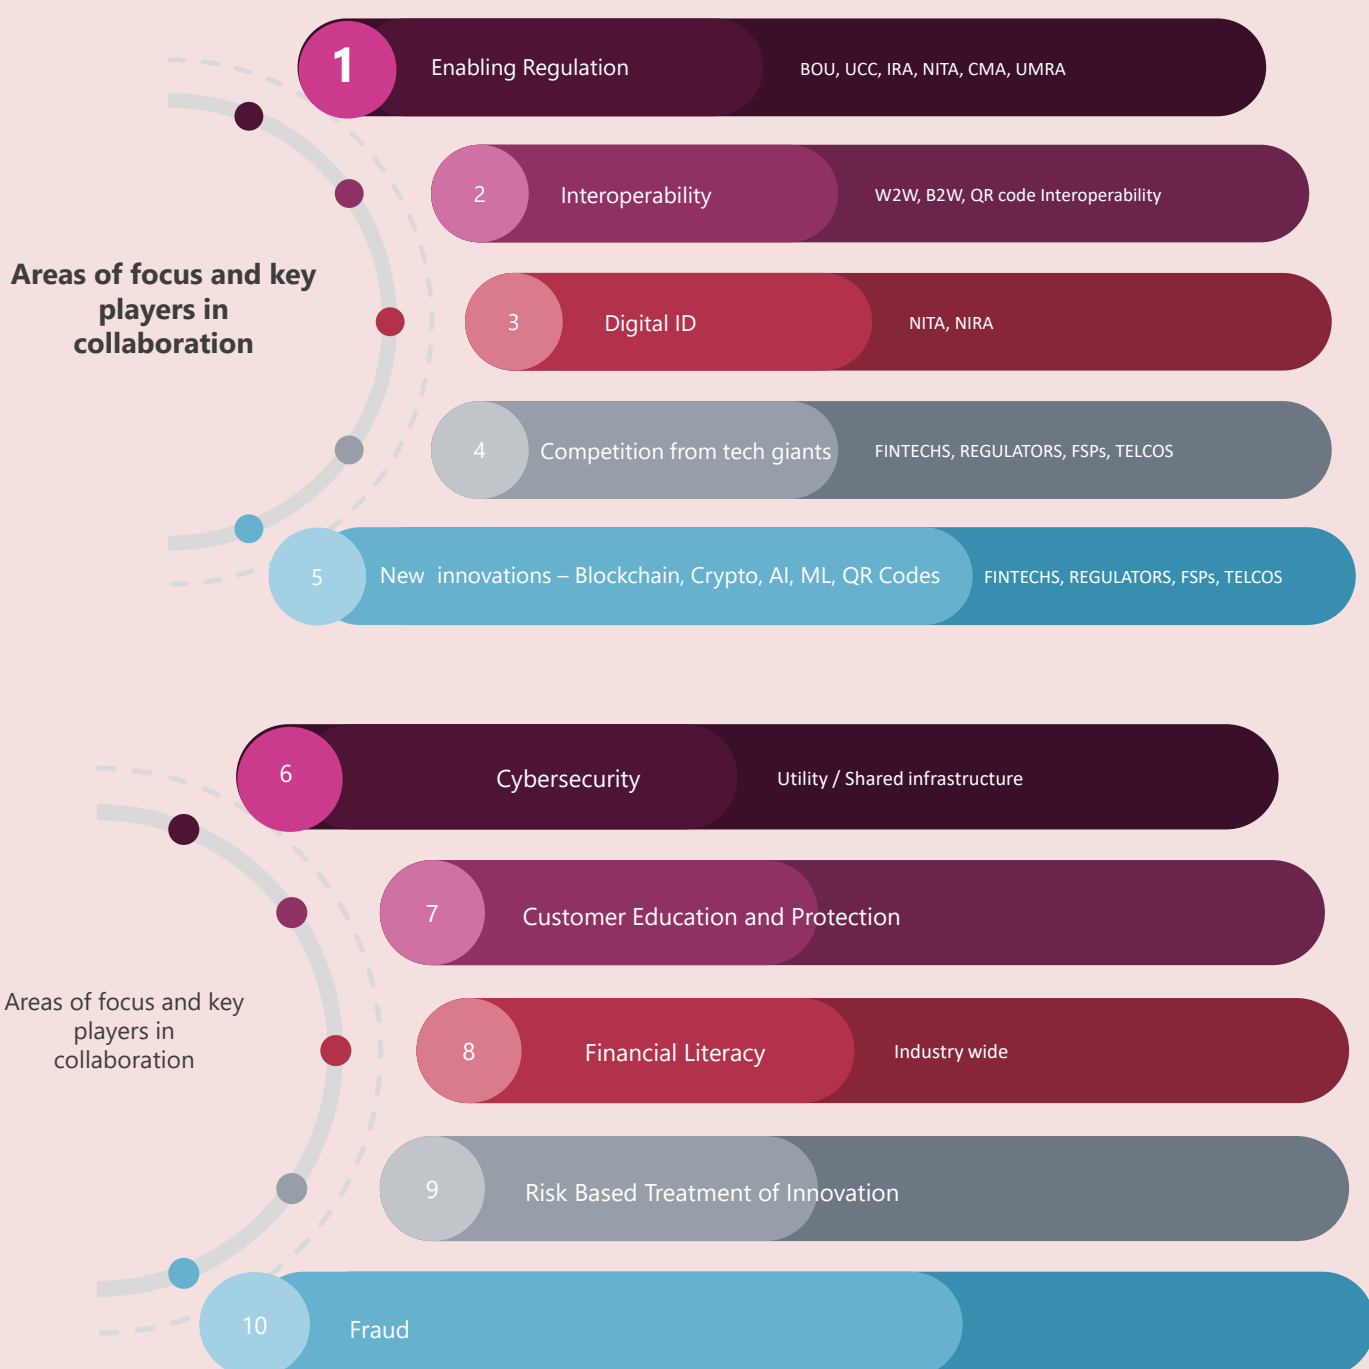 1
Enabling Regulation
BOU, UCC, IRA, NITA, CMA, UMRA
2
Interoperability
W2W, B2W, QR code Interoperability
Areas of focus and key
players in
collaboration
3
Digital ID
NITA, NIRA
4
Competition from tech giants
FINTECHS, REGULATORS, FSPs, TELCOS
5
New  innovations – Blockchain, Crypto, AI, ML, QR Codes
FINTECHS, REGULATORS, FSPs, TELCOS
6
Cybersecurity
Utility / Shared infrastructure
7
Customer Education and Protection
Areas of focus and key
players in
collaboration
8
Financial Literacy
Industry wide
9
Risk Based Treatment of Innovation
10
Fraud